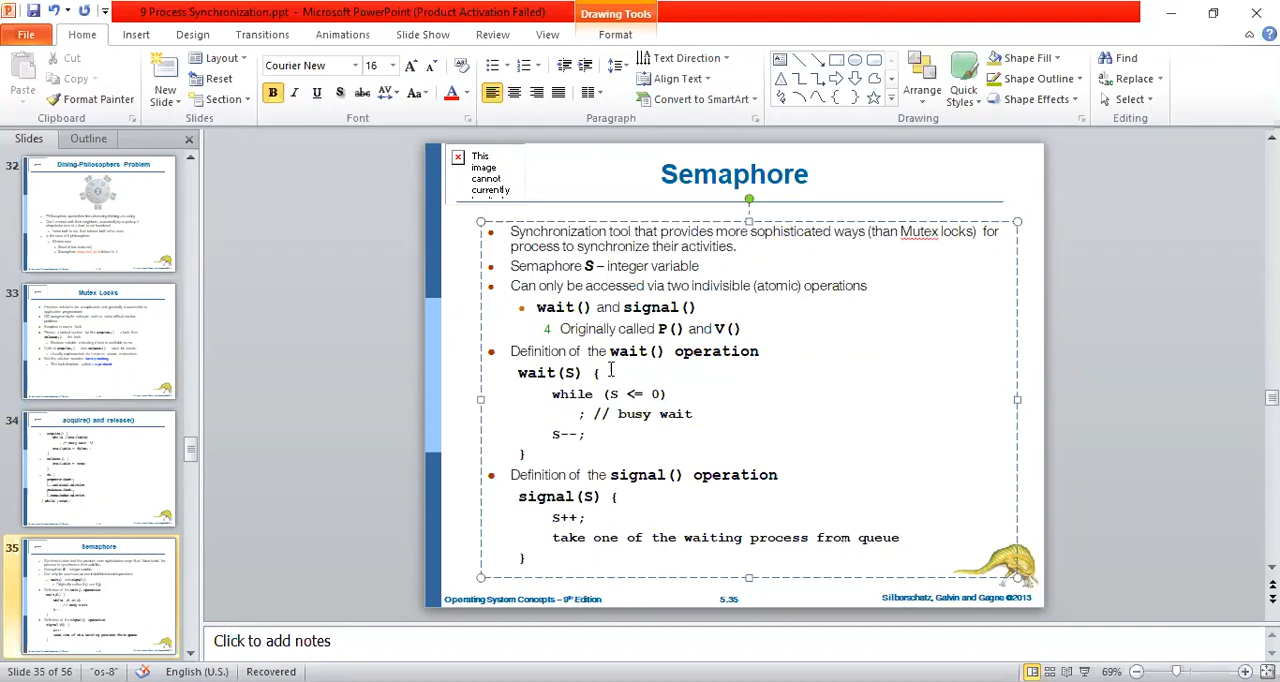 9 Process Synchronization.ppt - Microsoft PowerPoint (Product Activation Failed)
Drawing Tools
File Home Insert Design Transitions Animations Slide Show Review View Format
Paste
Cut
Copy
Format Painter
Clipboard
New Slide
Layout
Reset
Section
Slides
Courier New 16
B I U S abc AV Aa A
Font
Paragraph
Text Direction
Align Text
Convert to SmartArt
Arrange
Quick Styles
Shape Fill
Shape Outline
Shape Effects
Drawing
Find
Replace
Select
Editing
Slides Outline
32
Dining-Philosophers Problem
33
Mutex Locks
34
acquire() and release()
35
Semaphore
This image cannot currently
Semaphore
Synchronization tool that provides more sophisticated ways (than Mutex locks) for
process to synchronize their activities.
Semaphore S – integer variable
Can only be accessed via two indivisible (atomic) operations
wait() and signal()
Originally called P() and V()
Definition of the wait() operation
wait(S) {
while (S <= 0)
; // busy wait
S--;
}
Definition of the signal() operation
signal(S) {
S++;
take one of the waiting process from queue
}
Operating System Concepts – 9th Edition
5.35
Silberschatz, Galvin and Gagne ©2013
Click to add notes
Slide 35 of 56 "os-8" English (U.S.) Recovered 69%